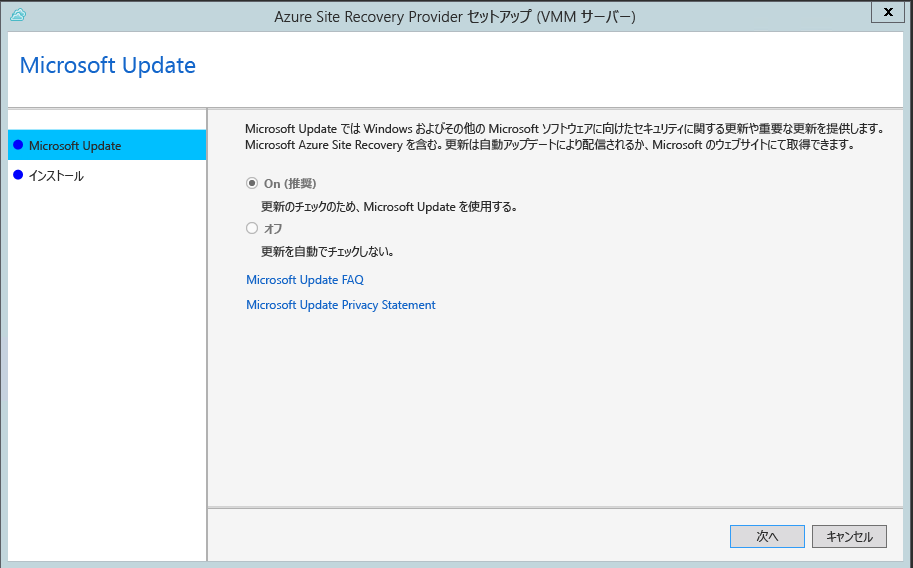 Azure Site Recovery Provider セットアップ (VMM サーバー)
x
Microsoft Update
Microsoft Update
インストール
Microsoft Update では Windows およびその他の Microsoft ソフトウェアに向けたセキュリティに関する更新や重要な更新を提供します。
Microsoft Azure Site Recovery を含む。更新は自動アップデートにより配信されるか、Microsoft のウェブサイトにて取得できます。
On (推奨)
更新のチェックのため、Microsoft Update を使用する。
オフ
更新を自動でチェックしない。
Microsoft Update FAQ
Microsoft Update Privacy Statement
次へ
キャンセル